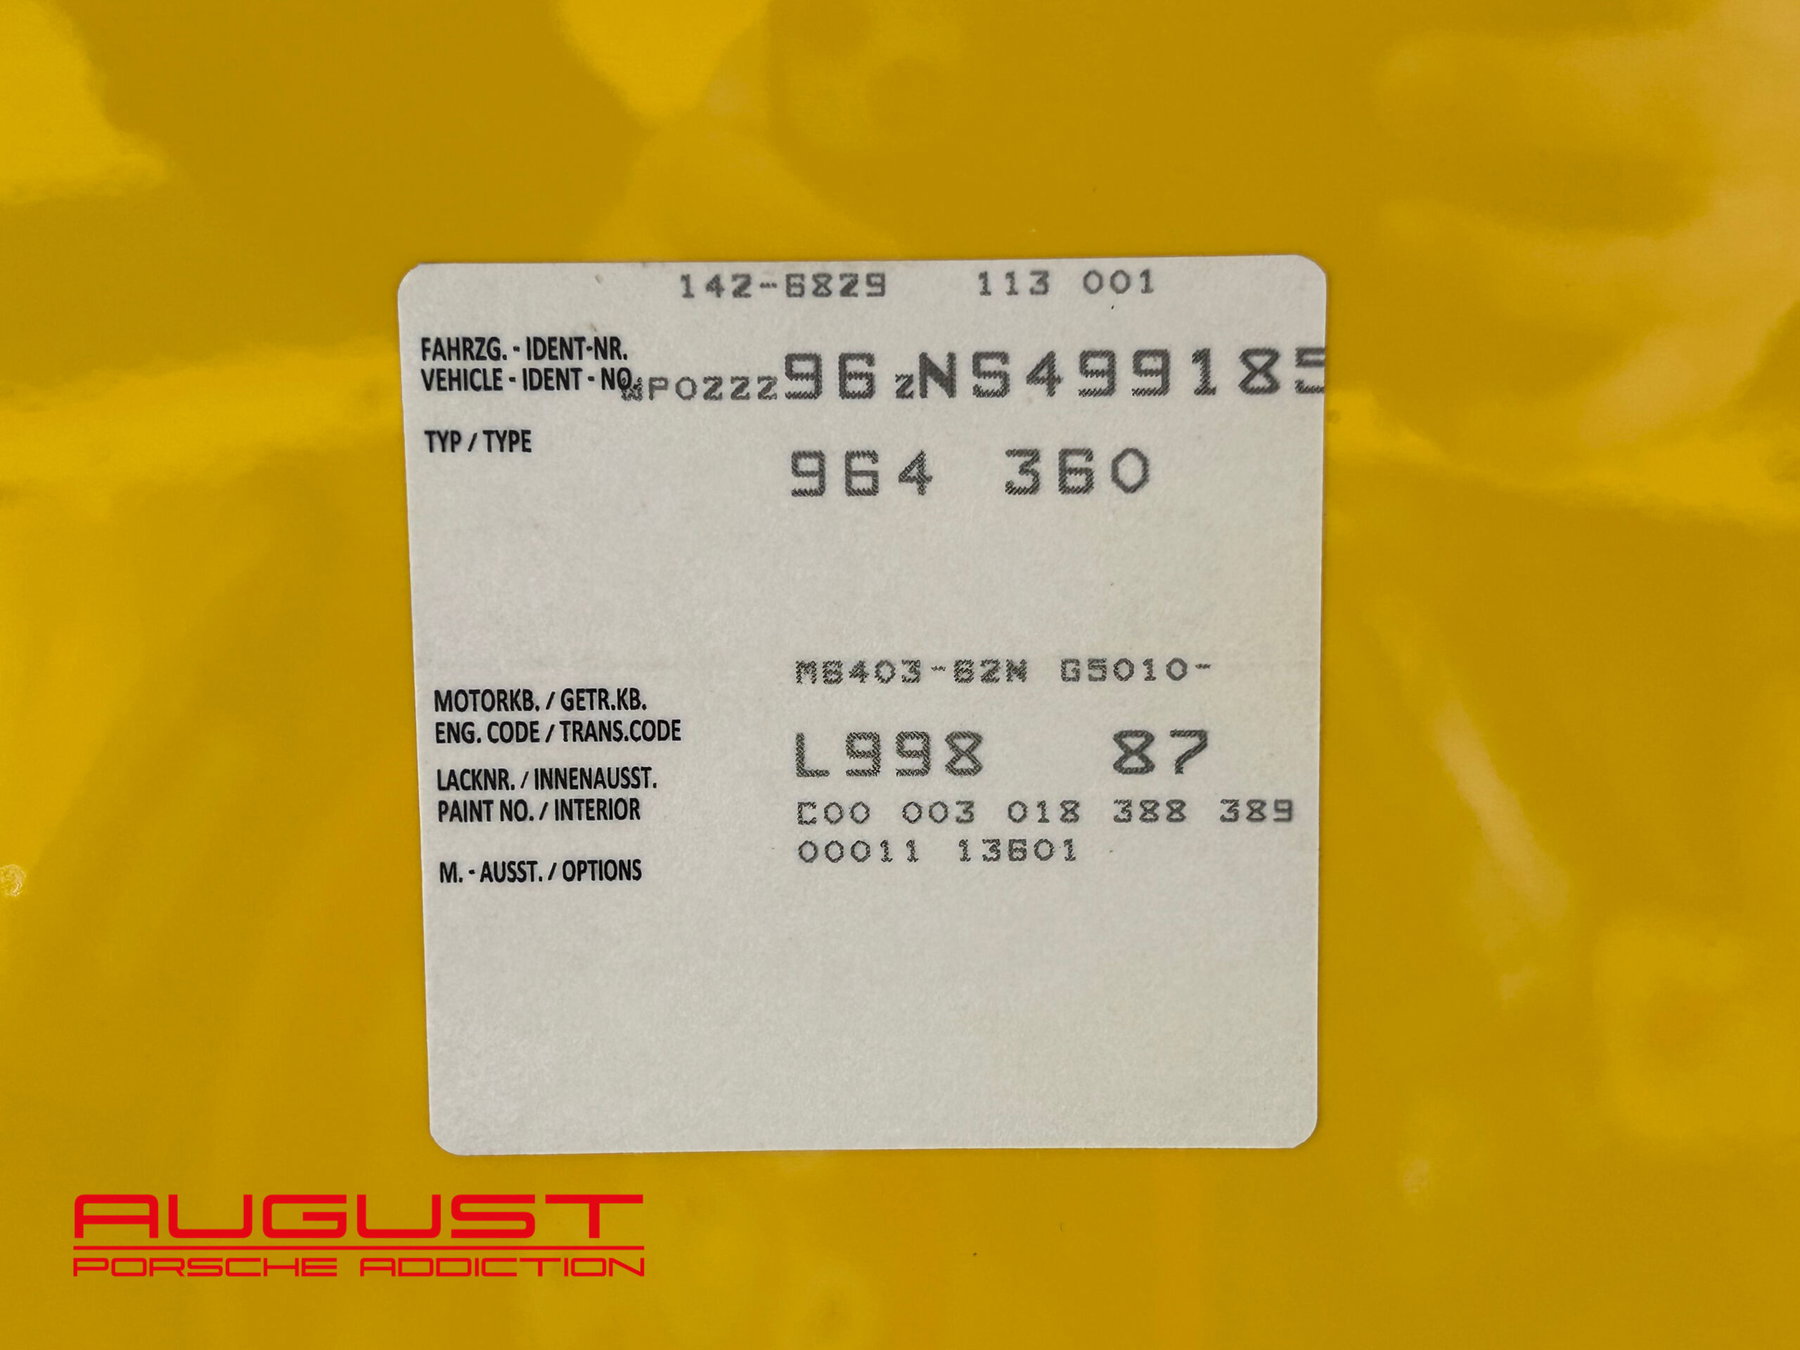 142-6829 113 001
FAHRZG. - IDENT-NR.
VEHICLE - IDENT - NO. WP0ZZZ96ZNS499185
TYP / TYPE 964 360
M6403-62N G5010-
MOTORKB. / GETR.KB.
ENG. CODE / TRANS.CODE
L998 87
LACKNR. / INNENAUSST.
PAINT NO. / INTERIOR
C00 003 018 388 389
00011 13601
M. - AUSST. / OPTIONS
AUGUST
PORSCHE ADDICTION